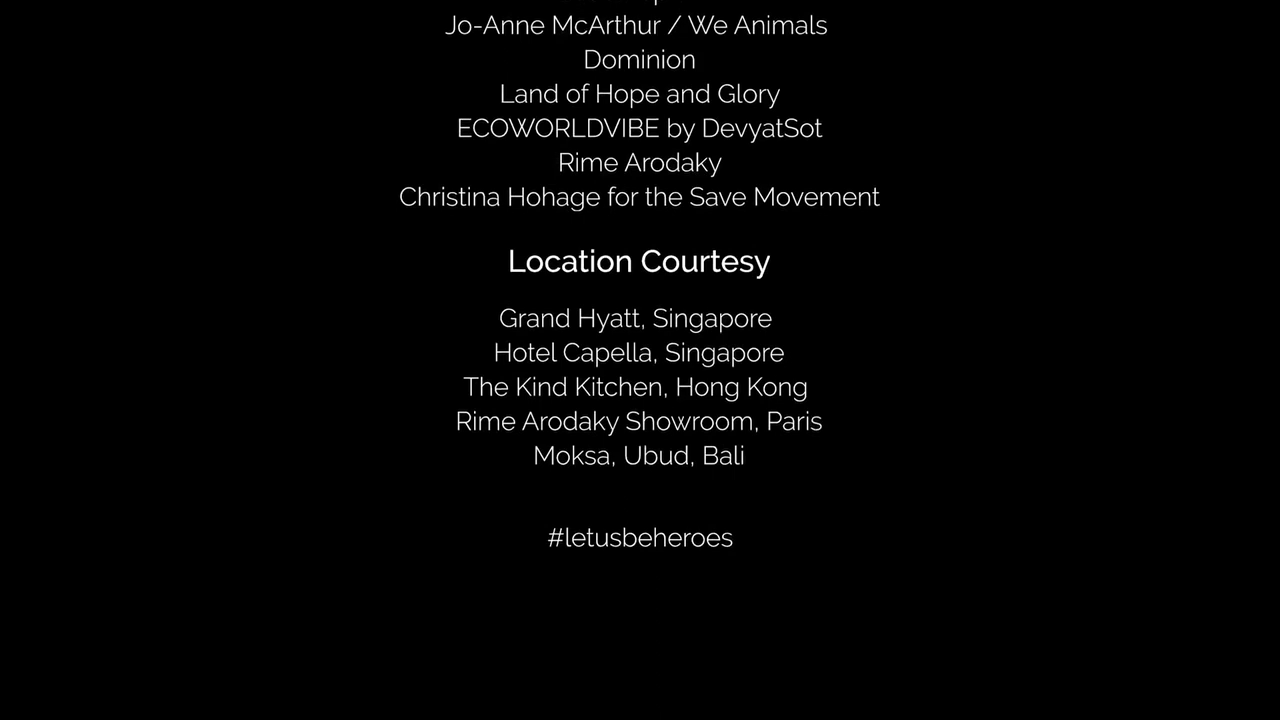 Jo-Anne McArthur / We Animals
Dominion
Land of Hope and Glory
ECOWORLDVIBE by DevyatSot
Rime Arodaky
Christina Hohage for the Save Movement
Location Courtesy
Grand Hyatt, Singapore
Hotel Capella, Singapore
The Kind Kitchen, Hong Kong
Rime Arodaky Showroom, Paris
Moksa, Ubud, Bali
#letusbeheroes